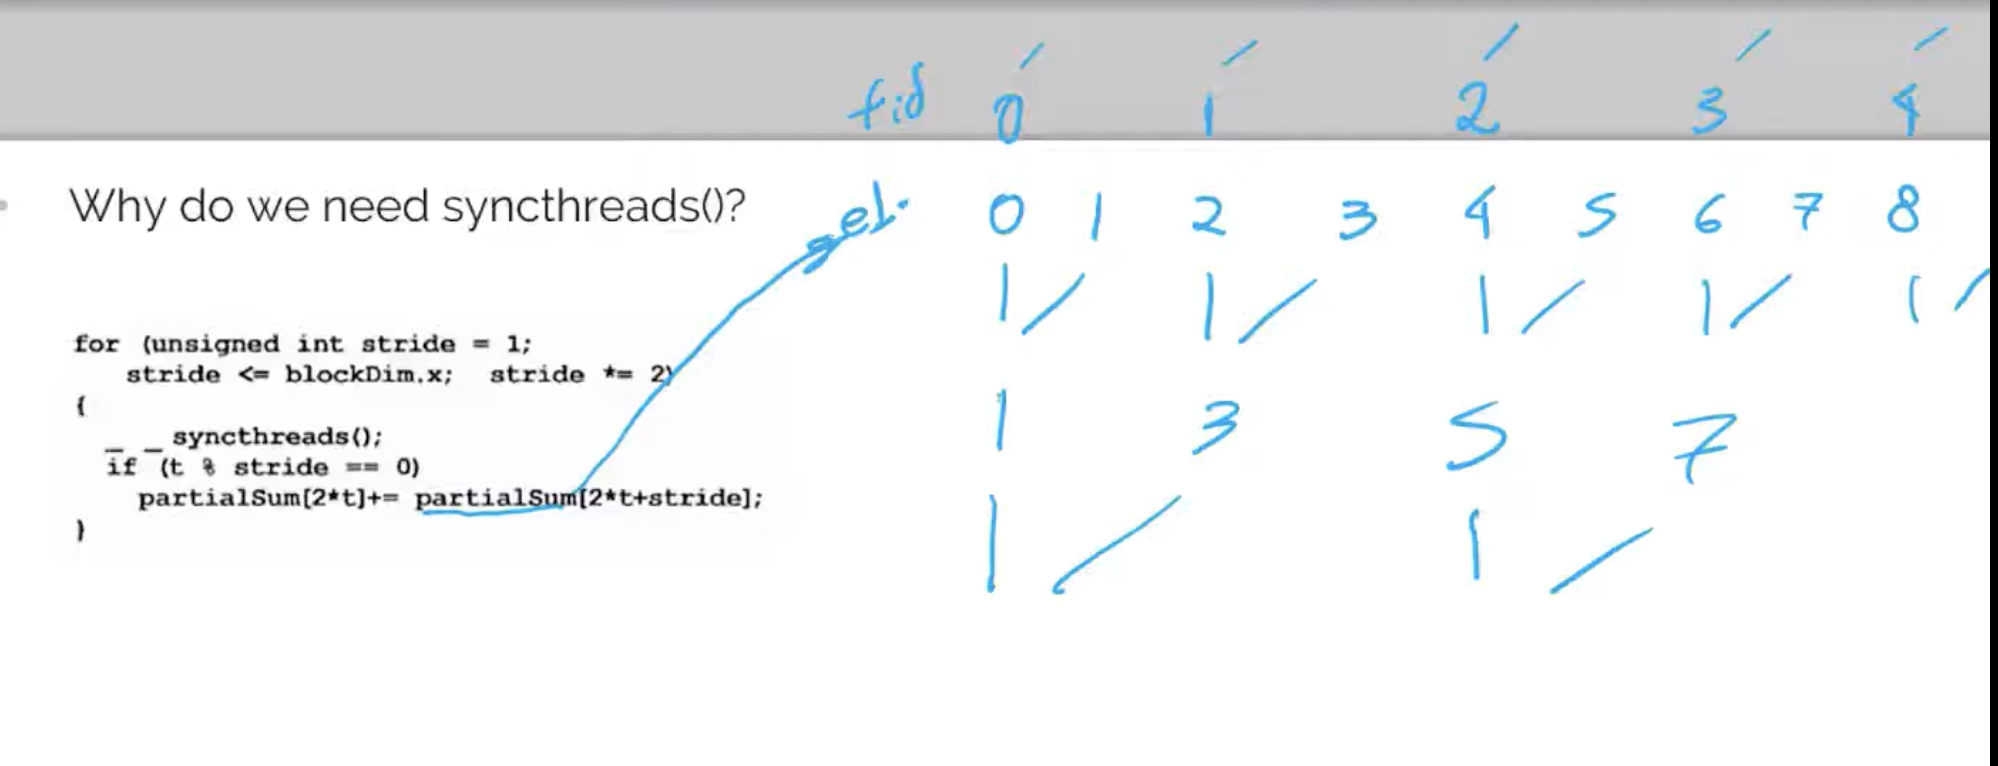 tid 0 1 2 3 4
Why do we need syncthreads()?
el. 0 1 2 3 4 5 6 7 8
for (unsigned int stride = 1;
stride <= blockDim.x; stride *= 2)
{
__syncthreads();
if (t % stride == 0)
partialSum[2*t]+= partialSum[2*t+stride];
}
1 3 5 7